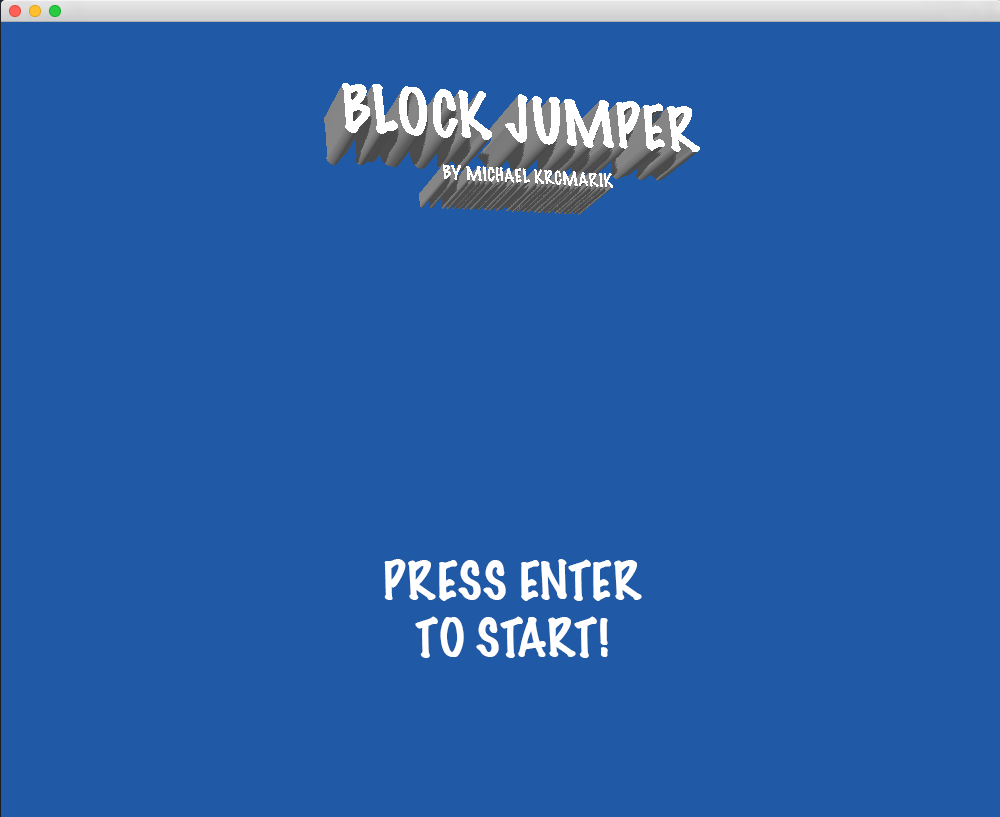 BLOCK JUMPER
BY MICHAEL KRCMARIK
PRESS ENTER
TO START!